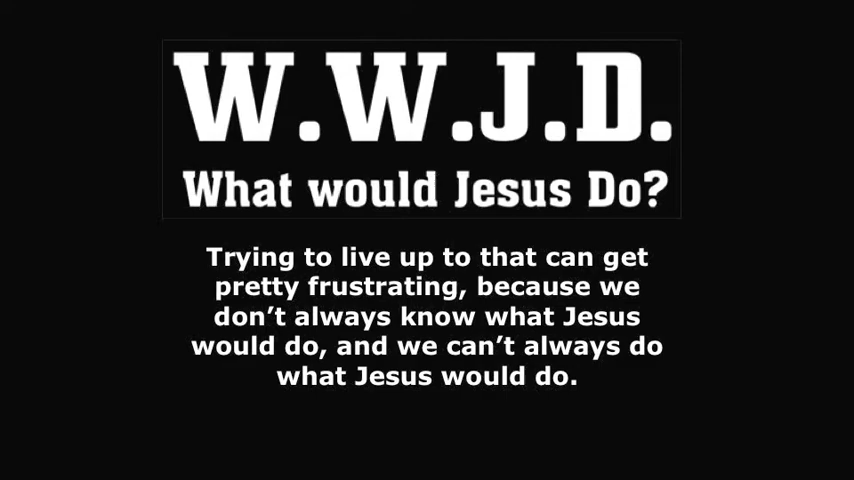 W.W.J.D.
What would Jesus Do?
Trying to live up to that can get
pretty frustrating, because we
don’t always know what Jesus
would do, and we can’t always do
what Jesus would do.